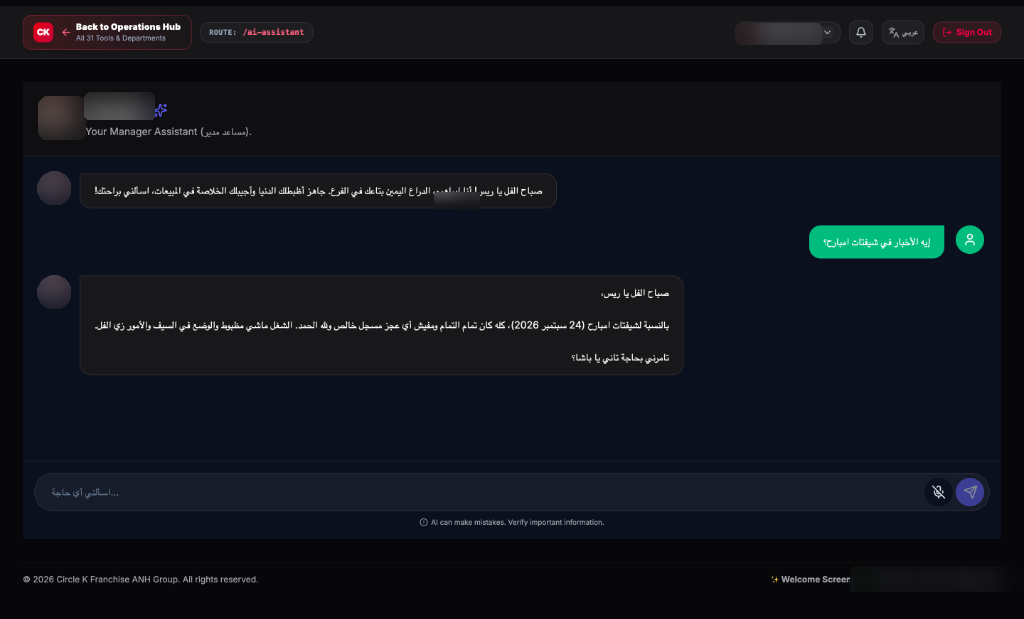 CK
← Back to Operations Hub
All 31 Tools & Departments
ROUTE: /ai-assistant
عربي
Sign Out
Your Manager Assistant (مساعد مدير).
صباح الفل يا ريس! أنا الدراع اليمين بتاعك في الفرع. جاهز أظبطلك الدنيا وأجيبلك الخلاصة في المبيعات، اسألني براحتك!
إيه الأخبار في شيفتات امبارح؟
صباح الفل يا ريس،
بالنسبة لشيفتات امبارح (24 سبتمبر 2026)، كله كان تمام التمام ومفيش أي عجز مسجل خالص ولله الحمد. الشغل ماشي مظبوط والوضع في السيف والأمور زي الفل.
تامرني بحاجة تاني يا باشا؟
اسألني أي حاجة...
AI can make mistakes. Verify important information.
© 2026 Circle K Franchise ANH Group. All rights reserved.
✨ Welcome Screen